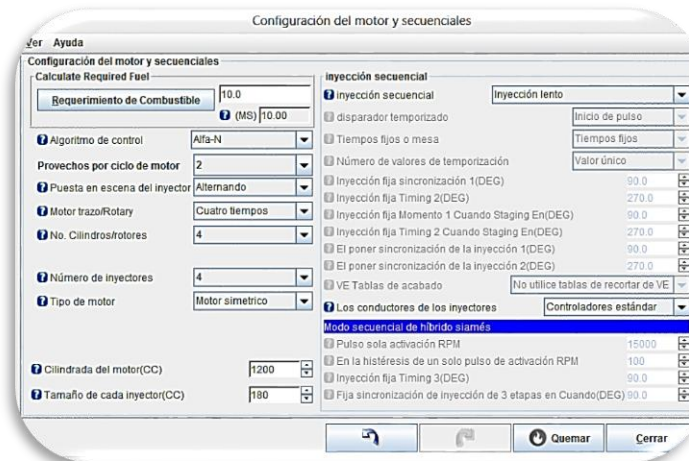 Configuración del motor y secuenciales
Ver Ayuda
Configuración del motor y secuenciales
Calculate Required Fuel
Requerimiento de Combustible 10.0
(MS) 10.00
Algoritmo de control Alfa-N
Provechos por ciclo de motor 2
Puesta en escena del inyector Alternando
Motor trazo/Rotary Cuatro tiempos
No. Cilindros/rotores 4
Número de inyectores 4
Tipo de motor Motor simetrico
Cilindrada del motor(CC) 1200
Tamaño de cada inyector(CC) 180
inyección secuencial
inyección secuencial Inyección lento
disparador temporizado Inicio de pulso
Tiempos fijos o mesa Tiempos fijos
Número de valores de temporización Valor único
Inyección fija sincronización 1(DEG) 90.0
Inyección fija Timing 2(DEG) 270.0
Inyección fija Momento 1 Cuando Staging En(DEG) 90.0
Inyección fija Timing 2 Cuando Staging En(DEG) 270.0
El poner sincronización de la inyección 1(DEG) 90.0
El poner sincronización de la inyección 2(DEG) 270.0
VE Tablas de acabado No utilice tablas de recortar de VE
Los conductores de los inyectores Controladores estándar
Modo secuencial de híbrido siamés
Pulso sola activación RPM 15000
En la histéresis de un solo pulso de activación RPM 100
Inyección fija Timing 3(DEG) 90.0
Fija sincronización de inyección de 3 etapas en Cuando(DEG) 90.0
Quemar Cerrar